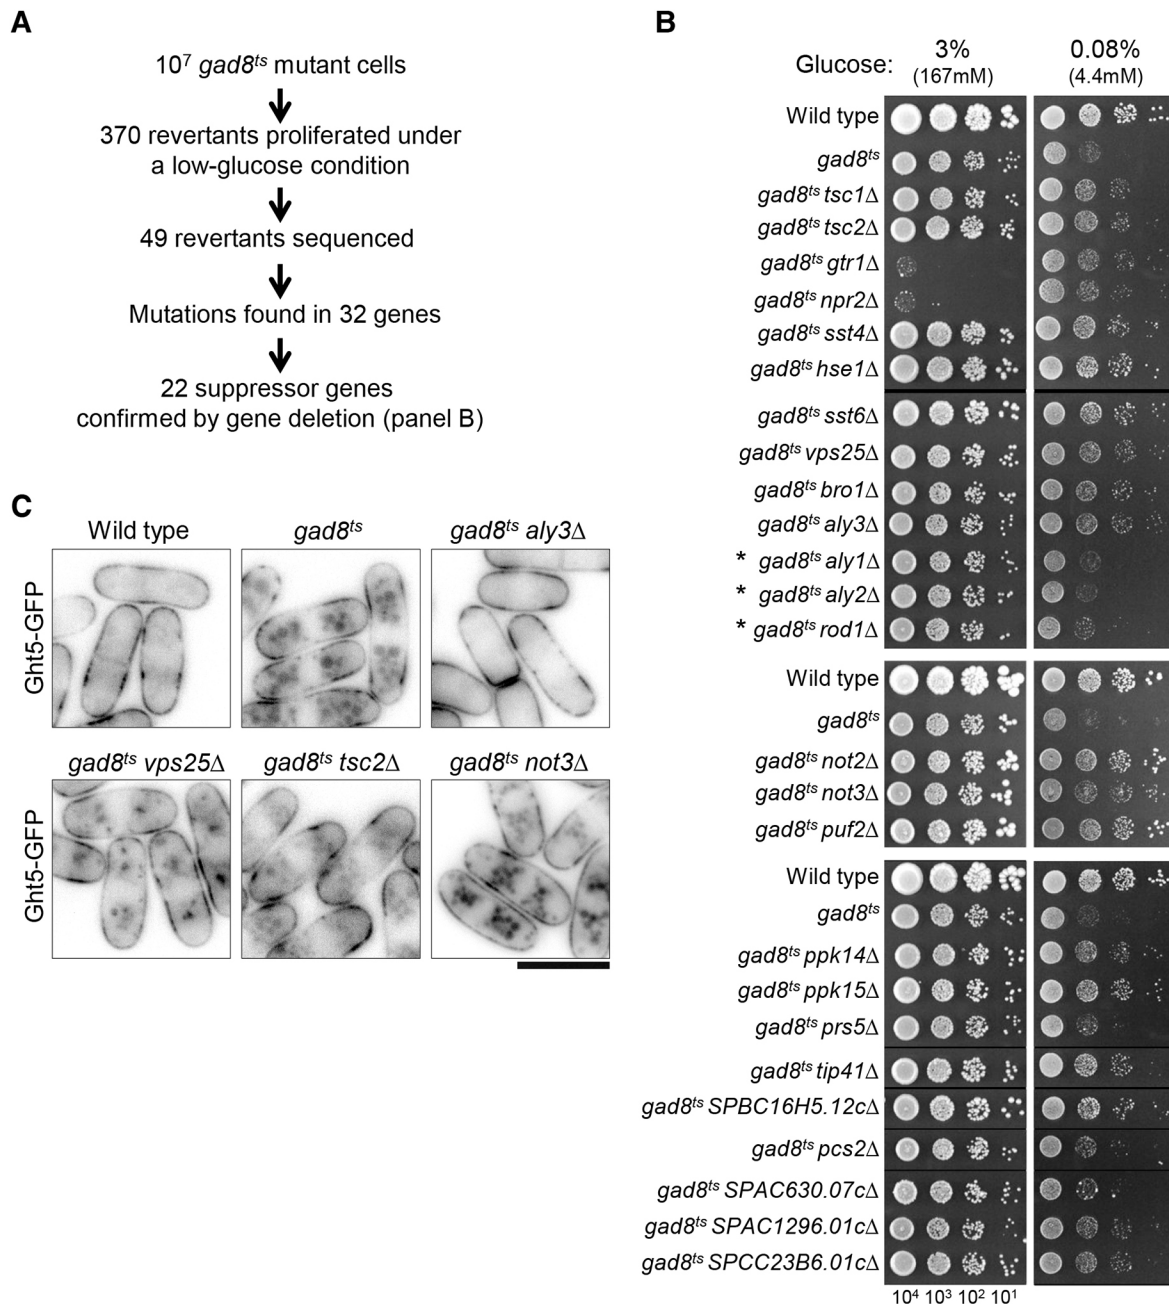 A
10⁷ gad8ᵗˢ mutant cells
370 revertants proliferated under
a low-glucose condition
49 revertants sequenced
Mutations found in 32 genes
22 suppressor genes
confirmed by gene deletion (panel B)
B
Glucose: 3% 0.08%
(167mM) (4.4mM)
Wild type
gad8ᵗˢ
gad8ᵗˢ tsc1Δ
gad8ᵗˢ tsc2Δ
gad8ᵗˢ gtr1Δ
gad8ᵗˢ npr2Δ
gad8ᵗˢ sst4Δ
gad8ᵗˢ hse1Δ
gad8ᵗˢ sst6Δ
gad8ᵗˢ vps25Δ
gad8ᵗˢ bro1Δ
gad8ᵗˢ aly3Δ
* gad8ᵗˢ aly1Δ
* gad8ᵗˢ aly2Δ
* gad8ᵗˢ rod1Δ
Wild type
gad8ᵗˢ
gad8ᵗˢ not2Δ
gad8ᵗˢ not3Δ
gad8ᵗˢ puf2Δ
Wild type
gad8ᵗˢ
gad8ᵗˢ ppk14Δ
gad8ᵗˢ ppk15Δ
gad8ᵗˢ prs5Δ
gad8ᵗˢ tip41Δ
gad8ᵗˢ SPBC16H5.12cΔ
gad8ᵗˢ pcs2Δ
gad8ᵗˢ SPAC630.07cΔ
gad8ᵗˢ SPAC1296.01cΔ
gad8ᵗˢ SPCC23B6.01cΔ
10⁴ 10³ 10² 10¹
C
Wild type gad8ᵗˢ gad8ᵗˢ aly3Δ
Ght5-GFP
gad8ᵗˢ vps25Δ gad8ᵗˢ tsc2Δ gad8ᵗˢ not3Δ
Ght5-GFP